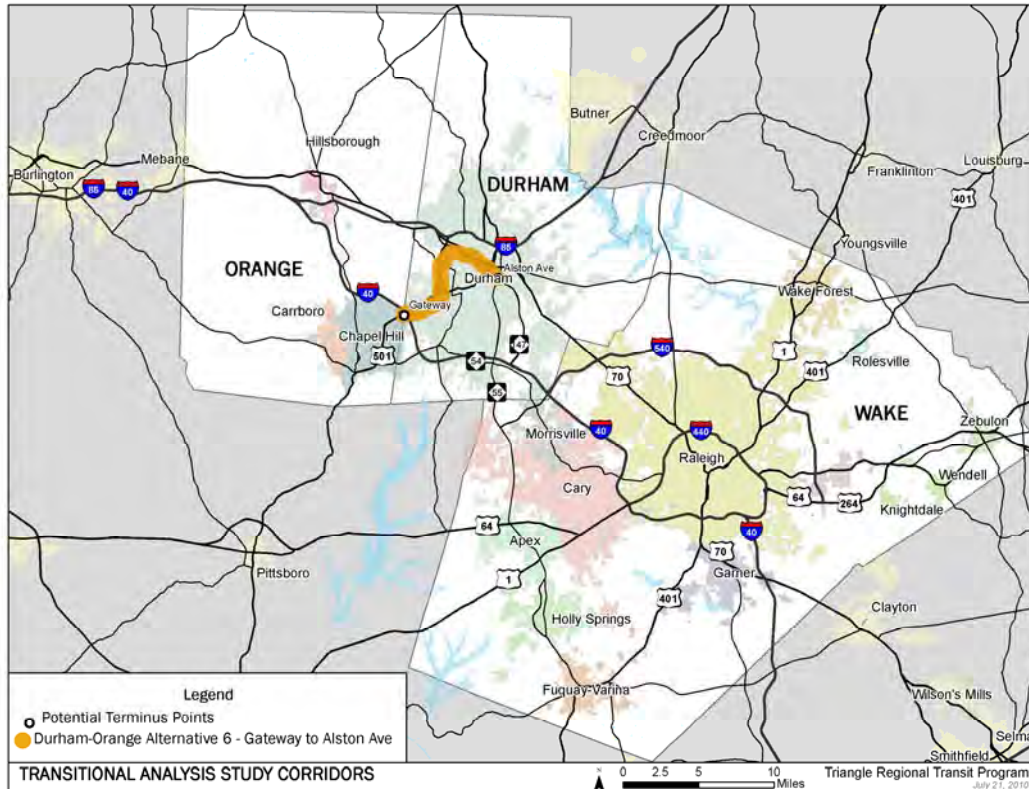 Butner
Creedmoor
Hillsborough
Mebane
Burlington
85
40
Louisburg
Franklinton
401
DURHAM
Youngsville
85
Alston Ave
Durham
ORANGE
40
Gateway
Wake Forest
Carrboro
Chapel Hill
501
47
54
540
1
401
Rolesville
70
55
WAKE
Morrisville
40
440
Raleigh
Zebulon
Wendell
Cary
64
264
Knightdale
64
Apex
40
70
Pittsboro
1
Garner
401
Clayton
Holly Springs
Fuquay-Varina
Wilson's Mills
Selma
Smithfield
Legend
Potential Terminus Points
Durham-Orange Alternative 6 - Gateway to Alston Ave
TRANSITIONAL ANALYSIS STUDY CORRIDORS
N
0 2.5 5 10
Miles
Triangle Regional Transit Program
July 21, 2010